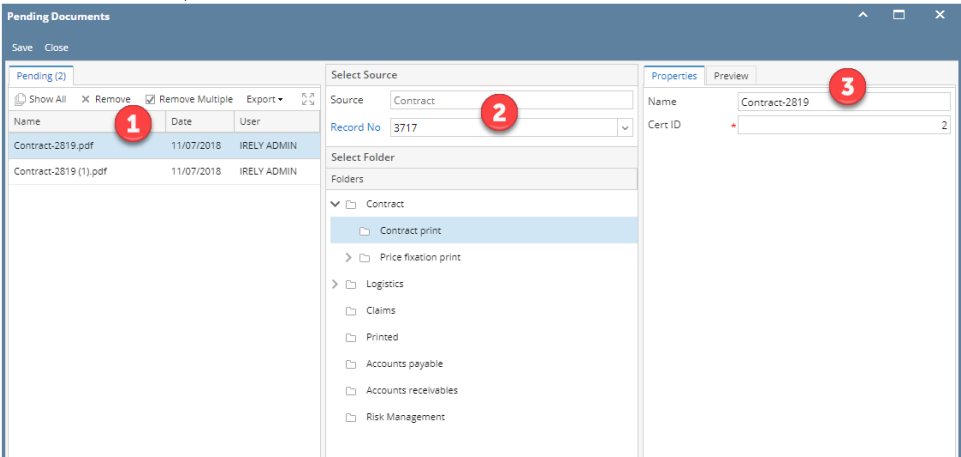 Pending Documents
Save Close
Pending (2)
Show All Remove Remove Multiple Export
Name Date User
1
Contract-2819.pdf 11/07/2018 IRELY ADMIN
Contract-2819 (1).pdf 11/07/2018 IRELY ADMIN
Select Source
Source Contract
2
Record No 3717
Select Folder
Folders
Contract
Contract print
Price fixation print
Logistics
Claims
Printed
Accounts payable
Accounts receivables
Risk Management
Properties Preview
3
Name Contract-2819
Cert ID * 2